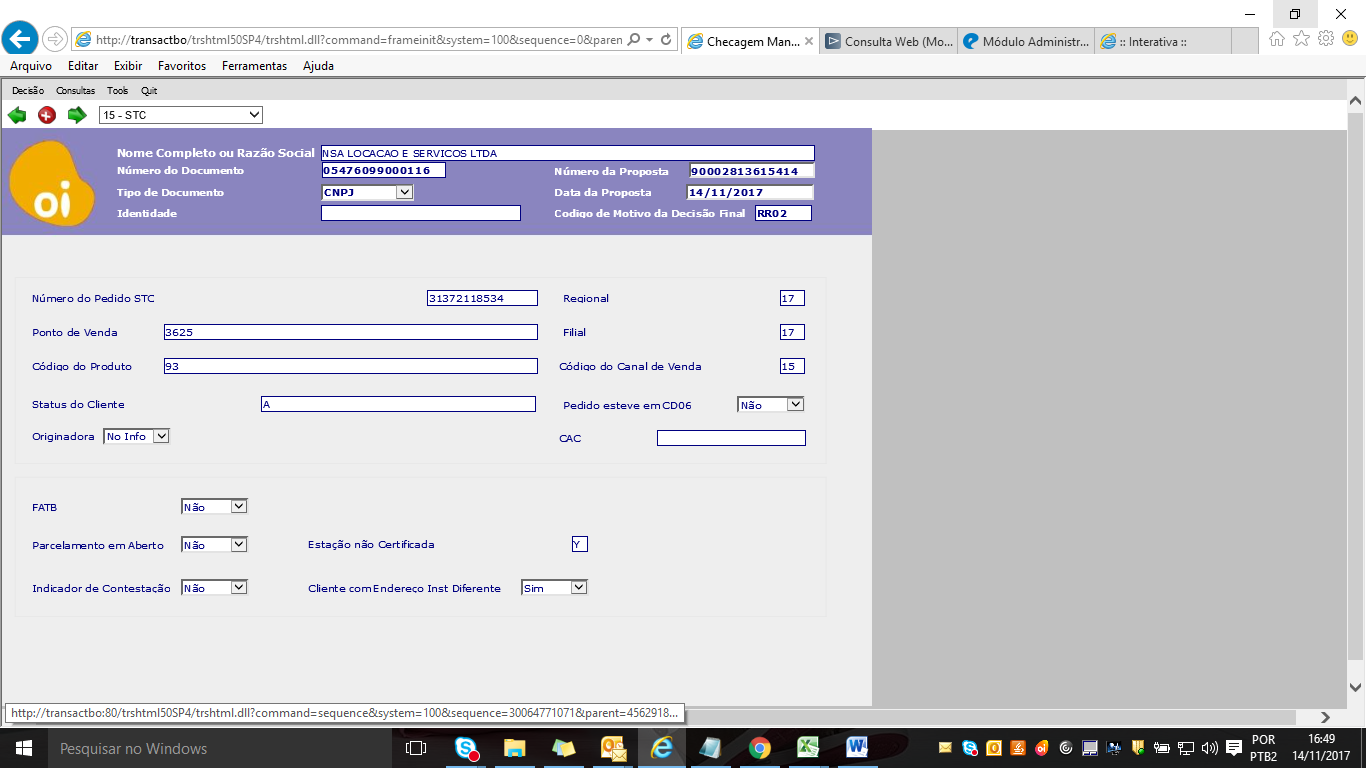 http://transactbo/trshtml50SP4/trshtml.dll?command=frameinit&system=100&sequence=0&paren
Checagem Man...
Consulta Web (Mo...
Módulo Administr...
:: Interativa ::
Arquivo Editar Exibir Favoritos Ferramentas Ajuda
Decisão Consultas Tools Quit
15 - STC
oi
Nome Completo ou Razão Social NSA LOCACAO E SERVICOS LTDA
Número do Documento 05476099000116 Número da Proposta 90002813615414
Tipo de Documento CNPJ Data da Proposta 14/11/2017
Identidade Codigo de Motivo da Decisão Final RR02
Número do Pedido STC 31372118534 Regional 17
Ponto de Venda 3625 Filial 17
Código do Produto 93 Código do Canal de Venda 15
Status do Cliente A Pedido esteve em CD06 Não
Originadora No Info CAC
FATB Não
Parcelamento em Aberto Não Estação não Certificada Y
Indicador de Contestação Não Cliente com Endereço Inst Diferente Sim
http://transactbo:80/trshtml50SP4/trshtml.dll?command=sequence&system=100&sequence=30064771071&parent=4562918...
Pesquisar no Windows
POR 16:49
PTB2 14/11/2017